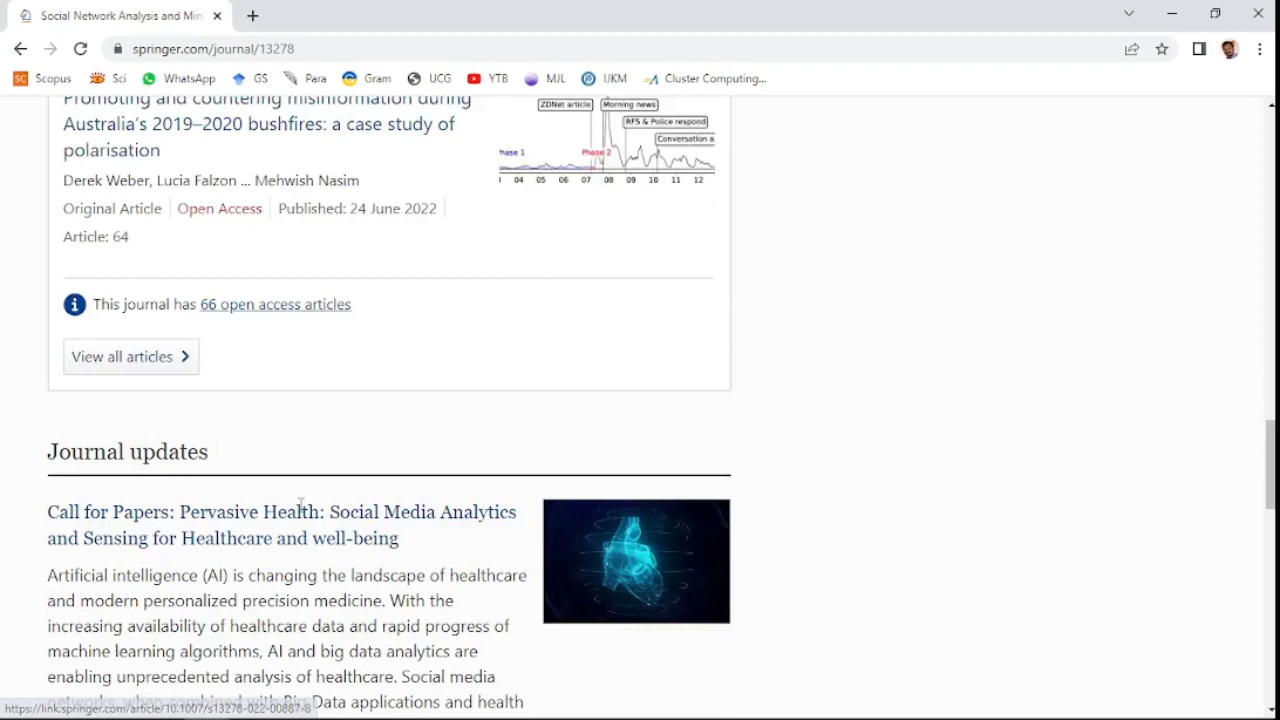 Social Network Analysis and Min
springer.com/journal/13278
Scopus Sci WhatsApp GS Para Gram UCG YTB MJL IJKM Cluster Computing...
Promoting and countering misinformation during
Australia's 2019–2020 bushfires: a case study of
polarisation
Derek Weber, Lucia Falzon ... Mehwish Nasim
Original Article Open Access Published: 24 June 2022
Article: 64
ZDNet article Morning news
RFS & Police respond
Conversation a
hase 1 Phase 2
04 05 06 07 08 09 10 11 12
This journal has 66 open access articles
View all articles
Journal updates
Call for Papers: Pervasive Health: Social Media Analytics
and Sensing for Healthcare and well-being
Artificial intelligence (AI) is changing the landscape of healthcare
and modern personalized precision medicine. With the
increasing availability of healthcare data and rapid progress of
machine learning algorithms, AI and big data analytics are
enabling unprecedented analysis of healthcare. Social media
networks, when combined with Big Data applications and health
https://link.springer.com/article/10.1007/s13278-022-00887-8